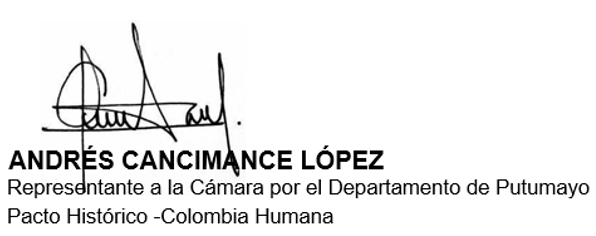 ANDRÉS CANCIMANCE LÓPEZ
Representante a la Cámara por el Departamento de Putumayo
Pacto Histórico -Colombia Humana